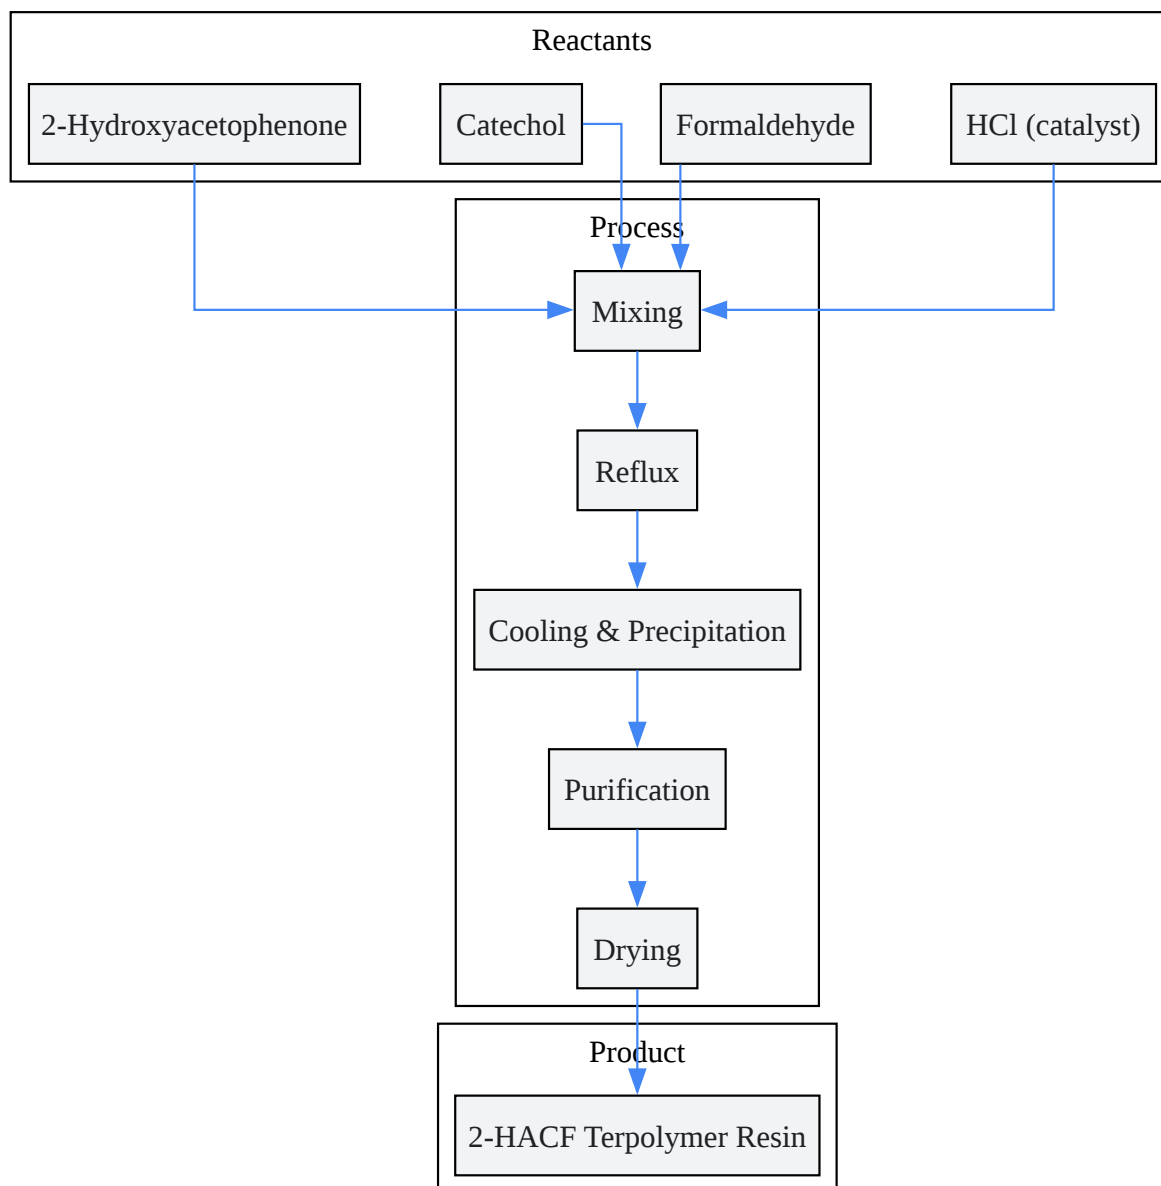 Reactants
2-Hydroxyacetophenone
Catechol
Formaldehyde
HCl (catalyst)
Process
Mixing
Reflux
Cooling & Precipitation
Purification
Drying
Product
2-HACF Terpolymer Resin